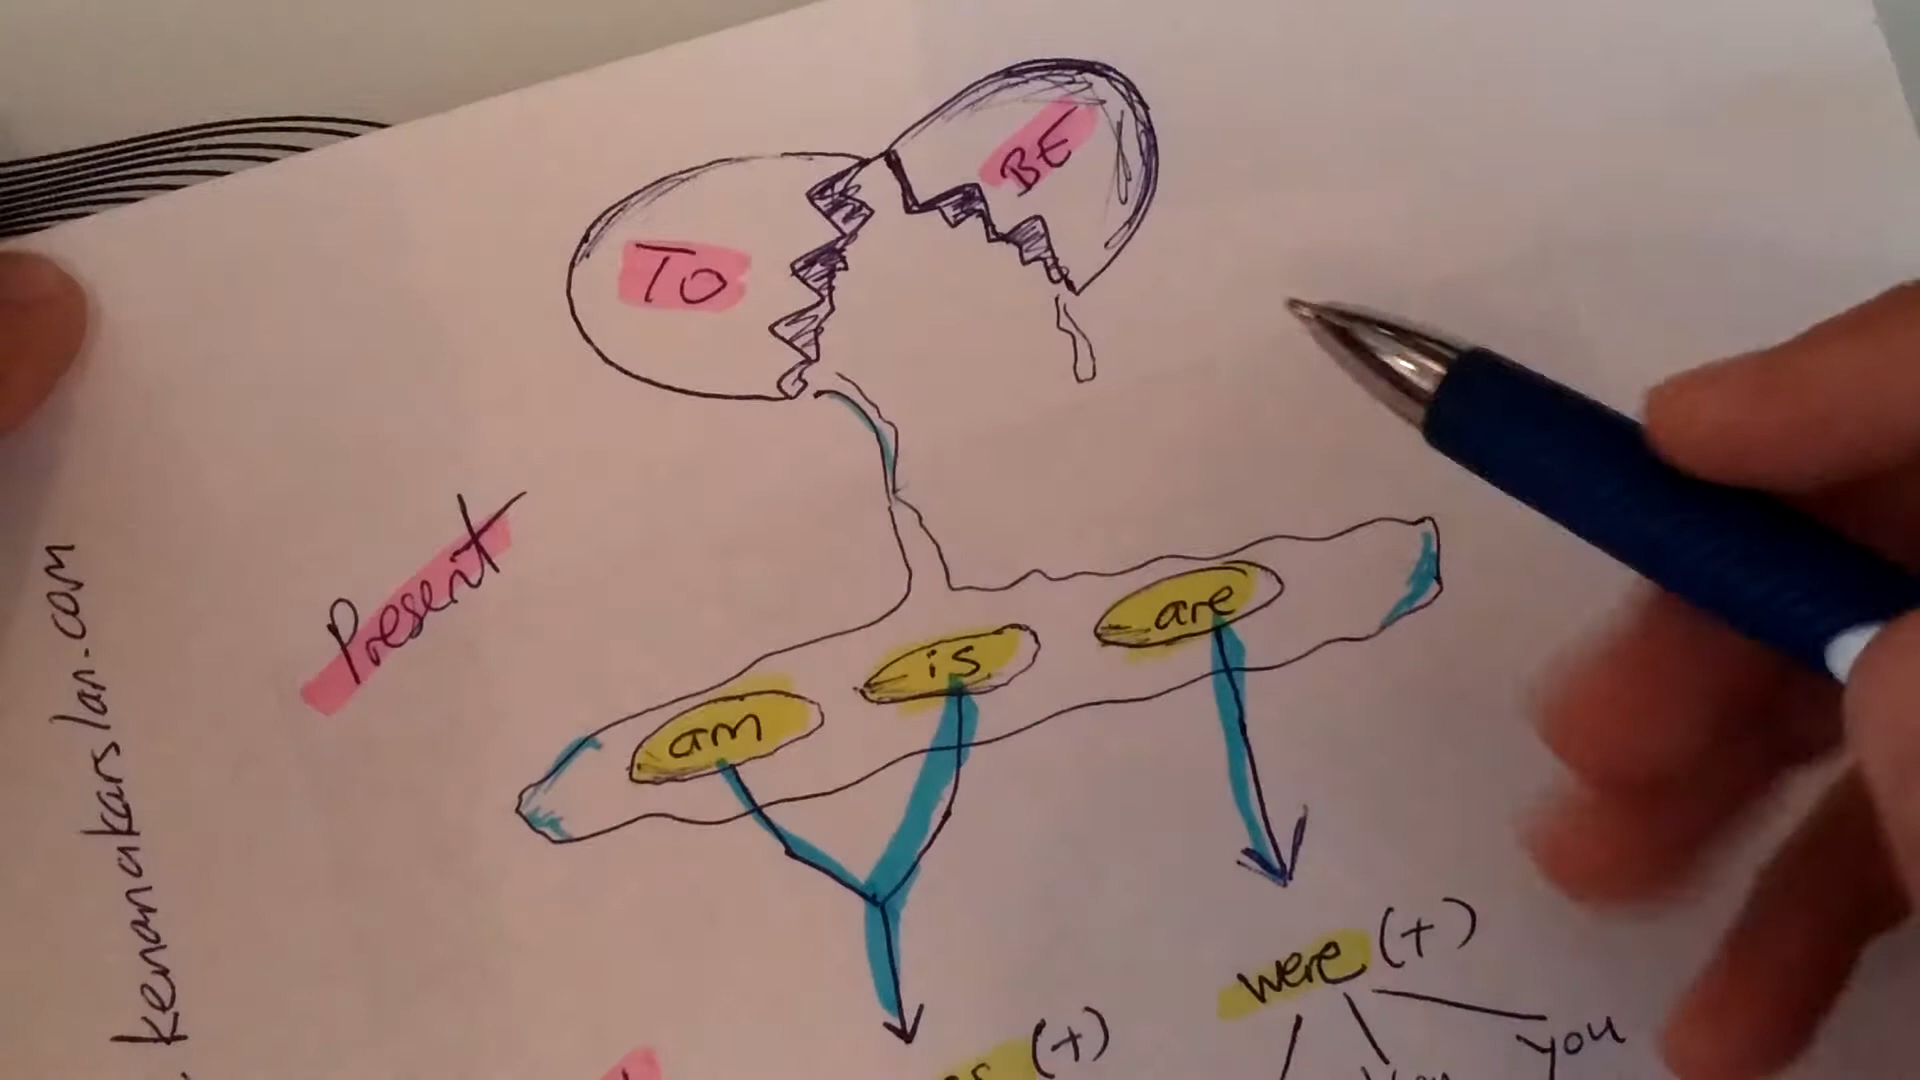 BE
TO
Present
are
is
am
kenanakarslan.com
were (+)
(+)
you